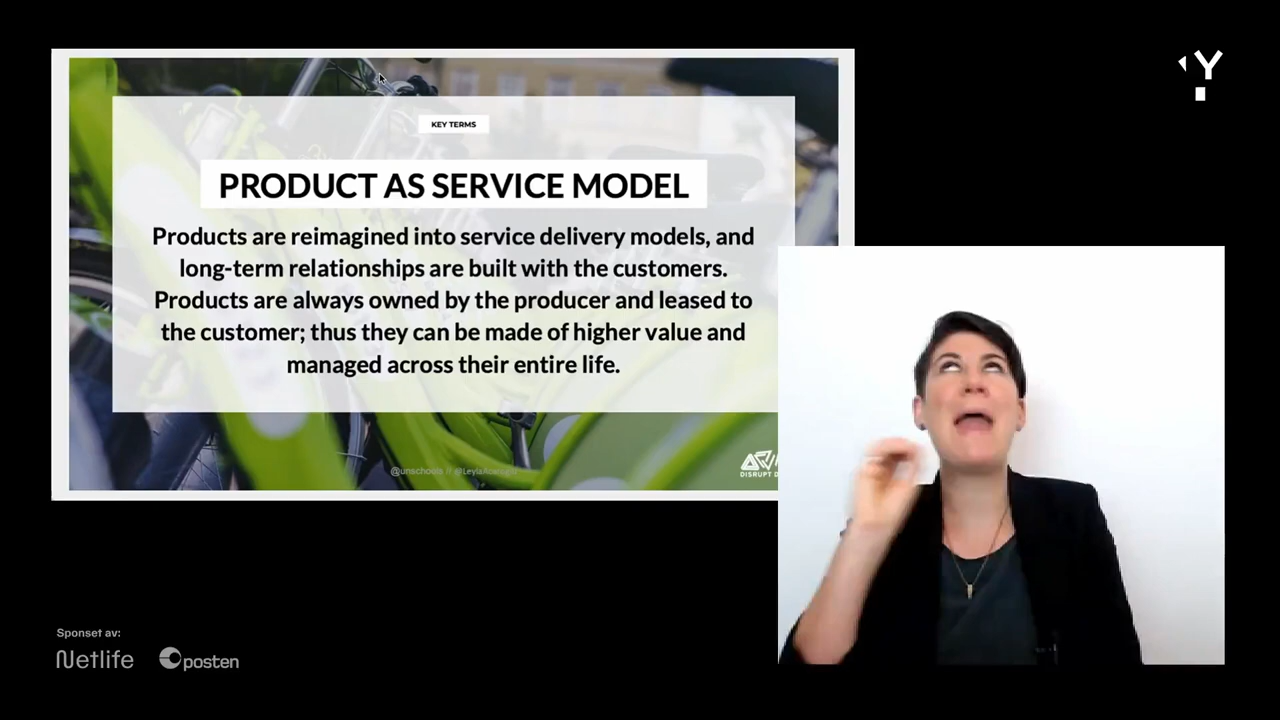 KEY TERMS
PRODUCT AS SERVICE MODEL
Products are reimagined into service delivery models, and
long-term relationships are built with the customers.
Products are always owned by the producer and leased to
the customer; thus they can be made of higher value and
managed across their entire life.
@unschools
DISRUPT D
Y
Sponset av:
Netlife posten